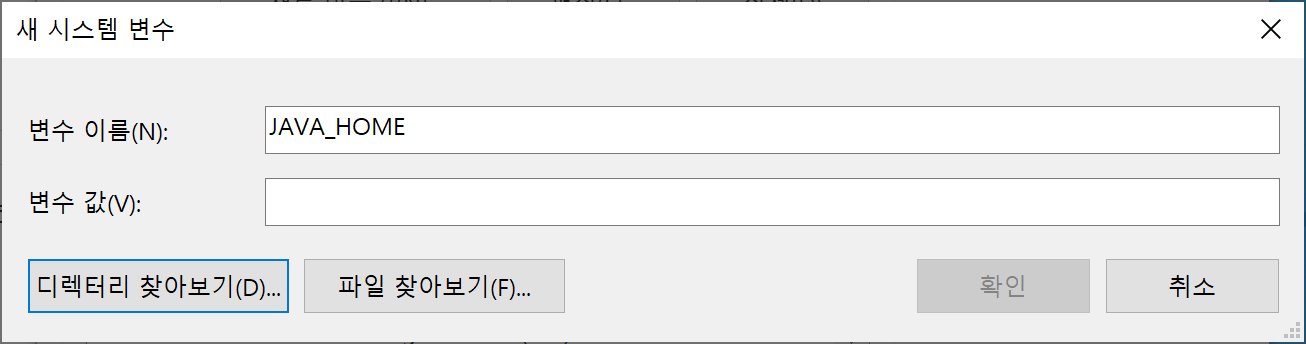 새 시스템 변수
변수 이름(N):
JAVA_HOME
변수 값(V):
디렉터리 찾아보기(D)...
파일 찾아보기(F)...
확인
취소